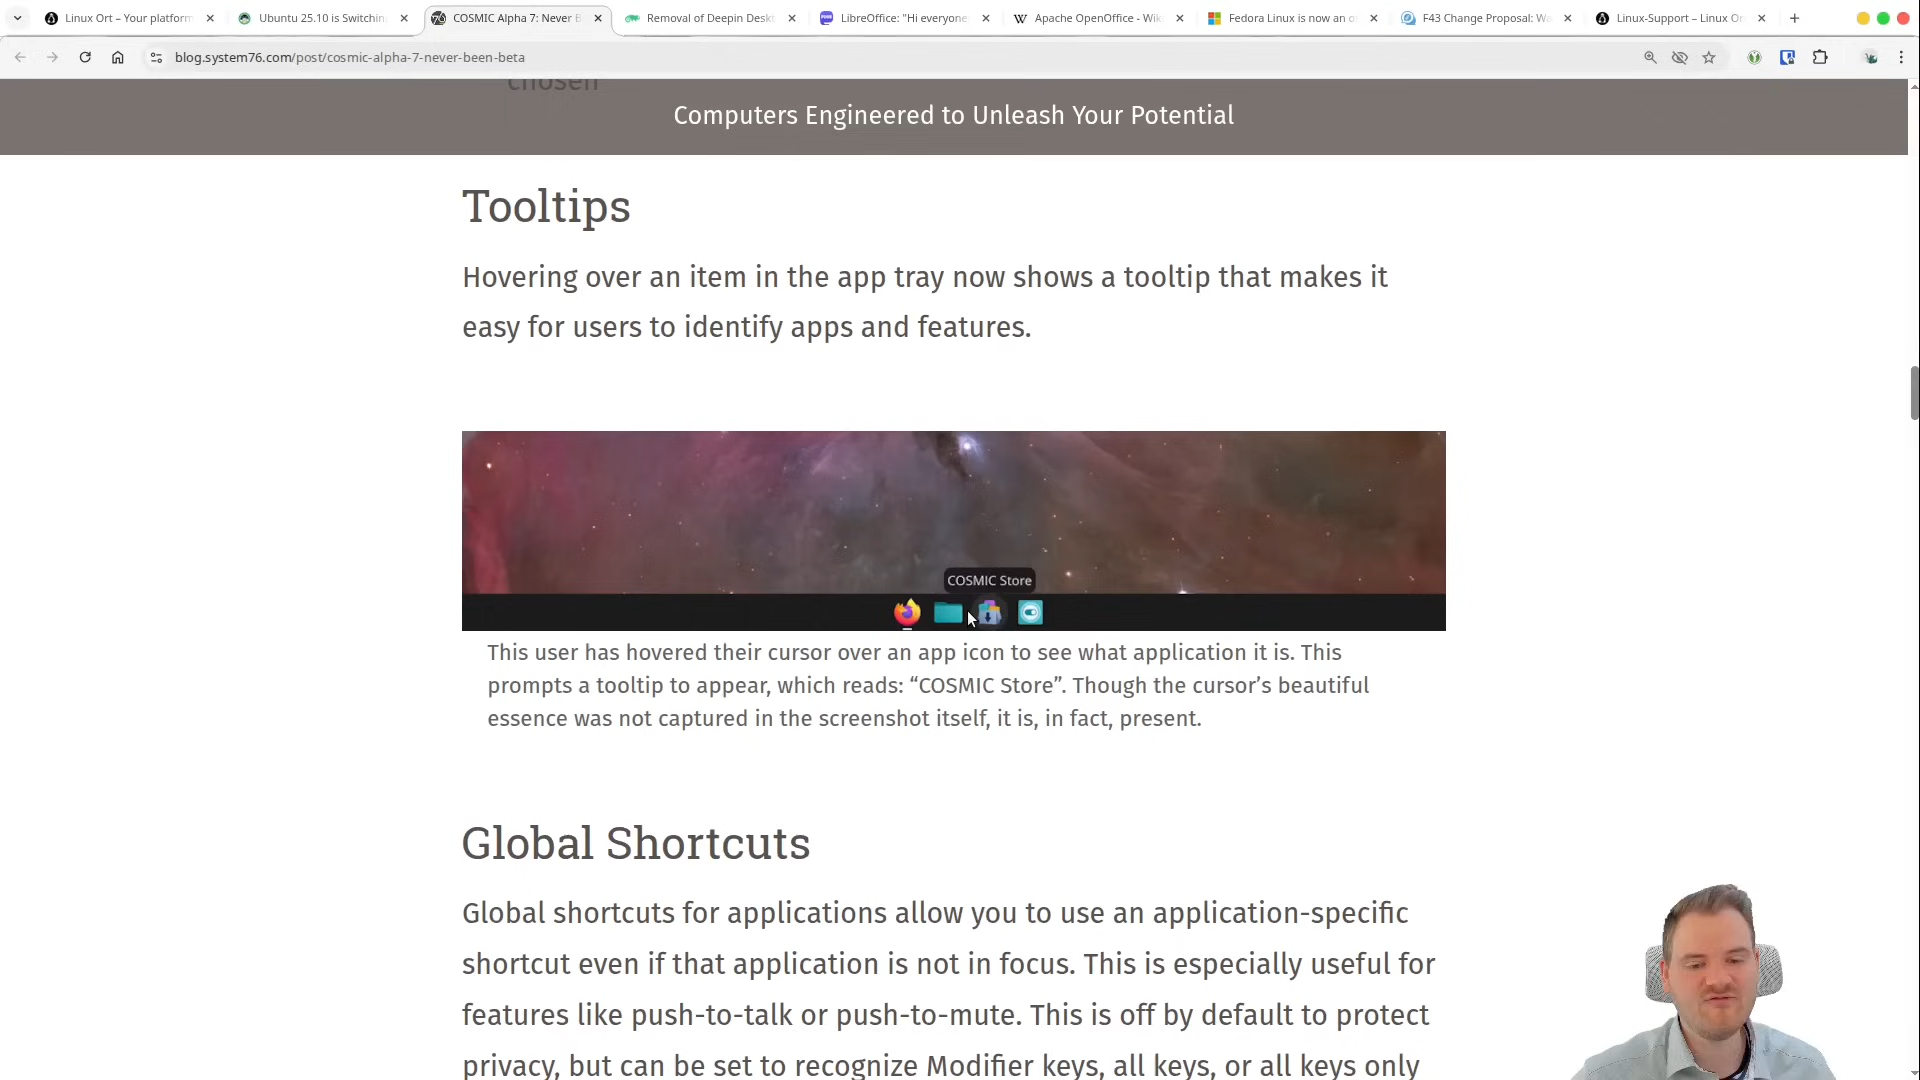 Linux Ort – Your platform
Ubuntu 25.10 is Switchin
COSMIC Alpha 7: Never B
Removal of Deepin Deskt
LibreOffice: "Hi everyone
Apache OpenOffice - Wik
Fedora Linux is now an o
F43 Change Proposal: Wa
Linux-Support – Linux Or
blog.system76.com/post/cosmic-alpha-7-never-been-beta
chosen
Computers Engineered to Unleash Your Potential
Tooltips
Hovering over an item in the app tray now shows a tooltip that makes it
easy for users to identify apps and features.
COSMIC Store
This user has hovered their cursor over an app icon to see what application it is. This
prompts a tooltip to appear, which reads: “COSMIC Store”. Though the cursor’s beautiful
essence was not captured in the screenshot itself, it is, in fact, present.
Global Shortcuts
Global shortcuts for applications allow you to use an application-specific
shortcut even if that application is not in focus. This is especially useful for
features like push-to-talk or push-to-mute. This is off by default to protect
privacy, but can be set to recognize Modifier keys, all keys, or all keys only